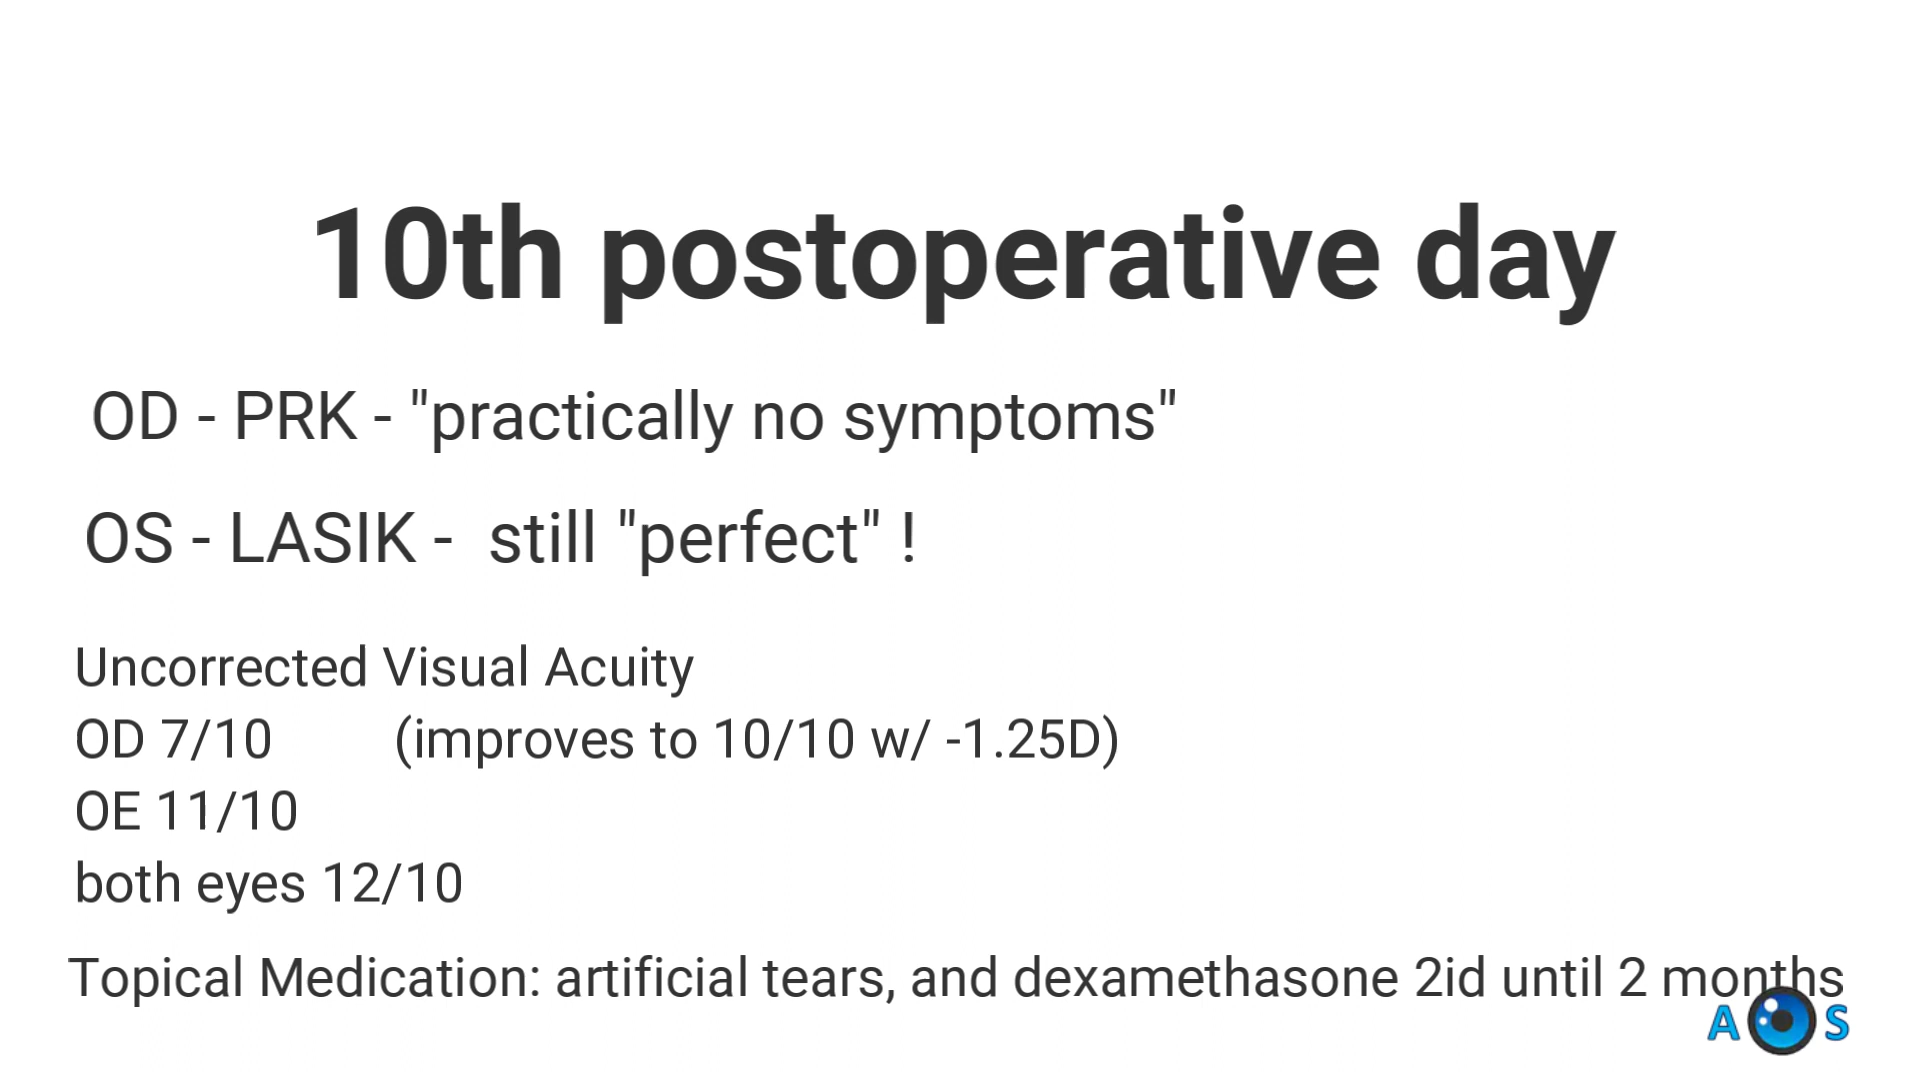 10th postoperative day
OD - PRK - "practically no symptoms"
OS - LASIK -  still "perfect" !
Uncorrected Visual Acuity
OD 7/10 (improves to 10/10 w/ -1.25D)
OE 11/10
both eyes 12/10
Topical Medication: artificial tears, and dexamethasone 2id until 2 months
A S